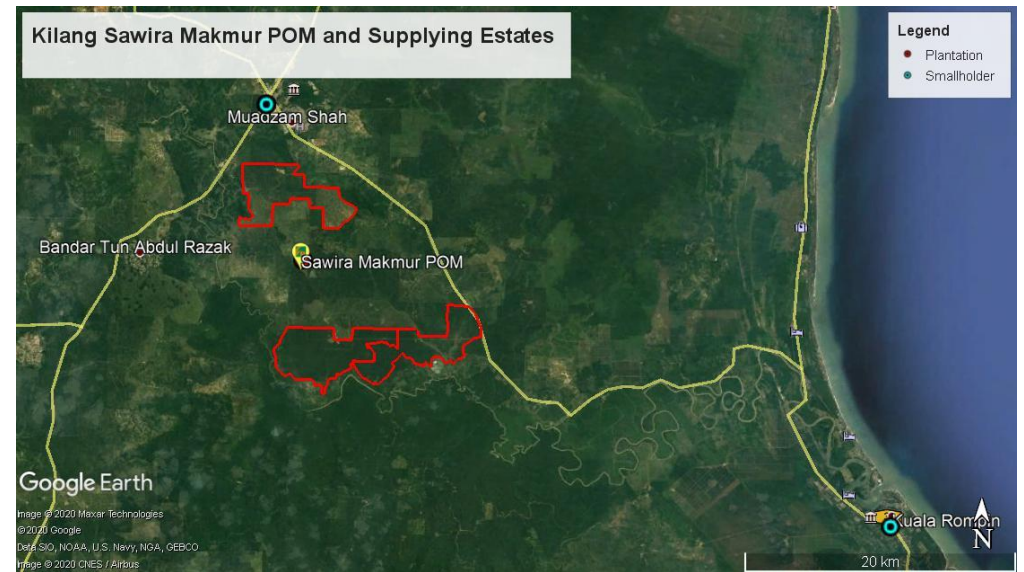 Kilang Sawira Makmur POM and Supplying Estates
Legend
Plantation
Smallholder
Muadzam Shah
Bandar Tun Abdul Razak
Sawira Makmur POM
Google Earth
Image © 2020 Maxar Technologies
© 2020 Google
Data SIO, NOAA, U.S. Navy, NGA, GEBCO
Image © 2020 CNES / Airbus
Kuala Rompin
N
20 km